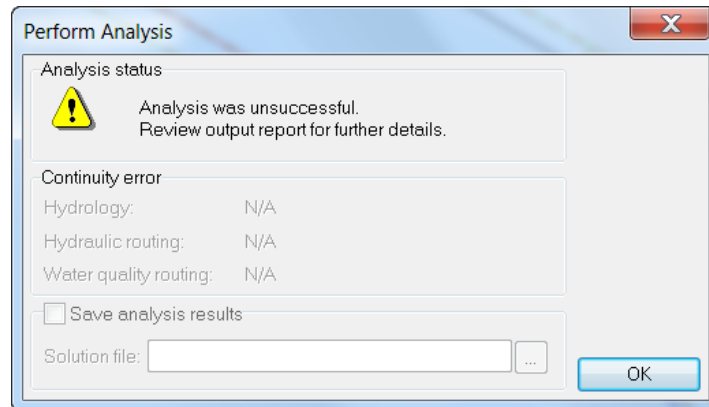 Perform Analysis
Analysis status
Analysis was unsuccessful.
Review output report for further details.
Continuity error
Hydrology: N/A
Hydraulic routing: N/A
Water quality routing: N/A
Save analysis results
Solution file: ...
OK